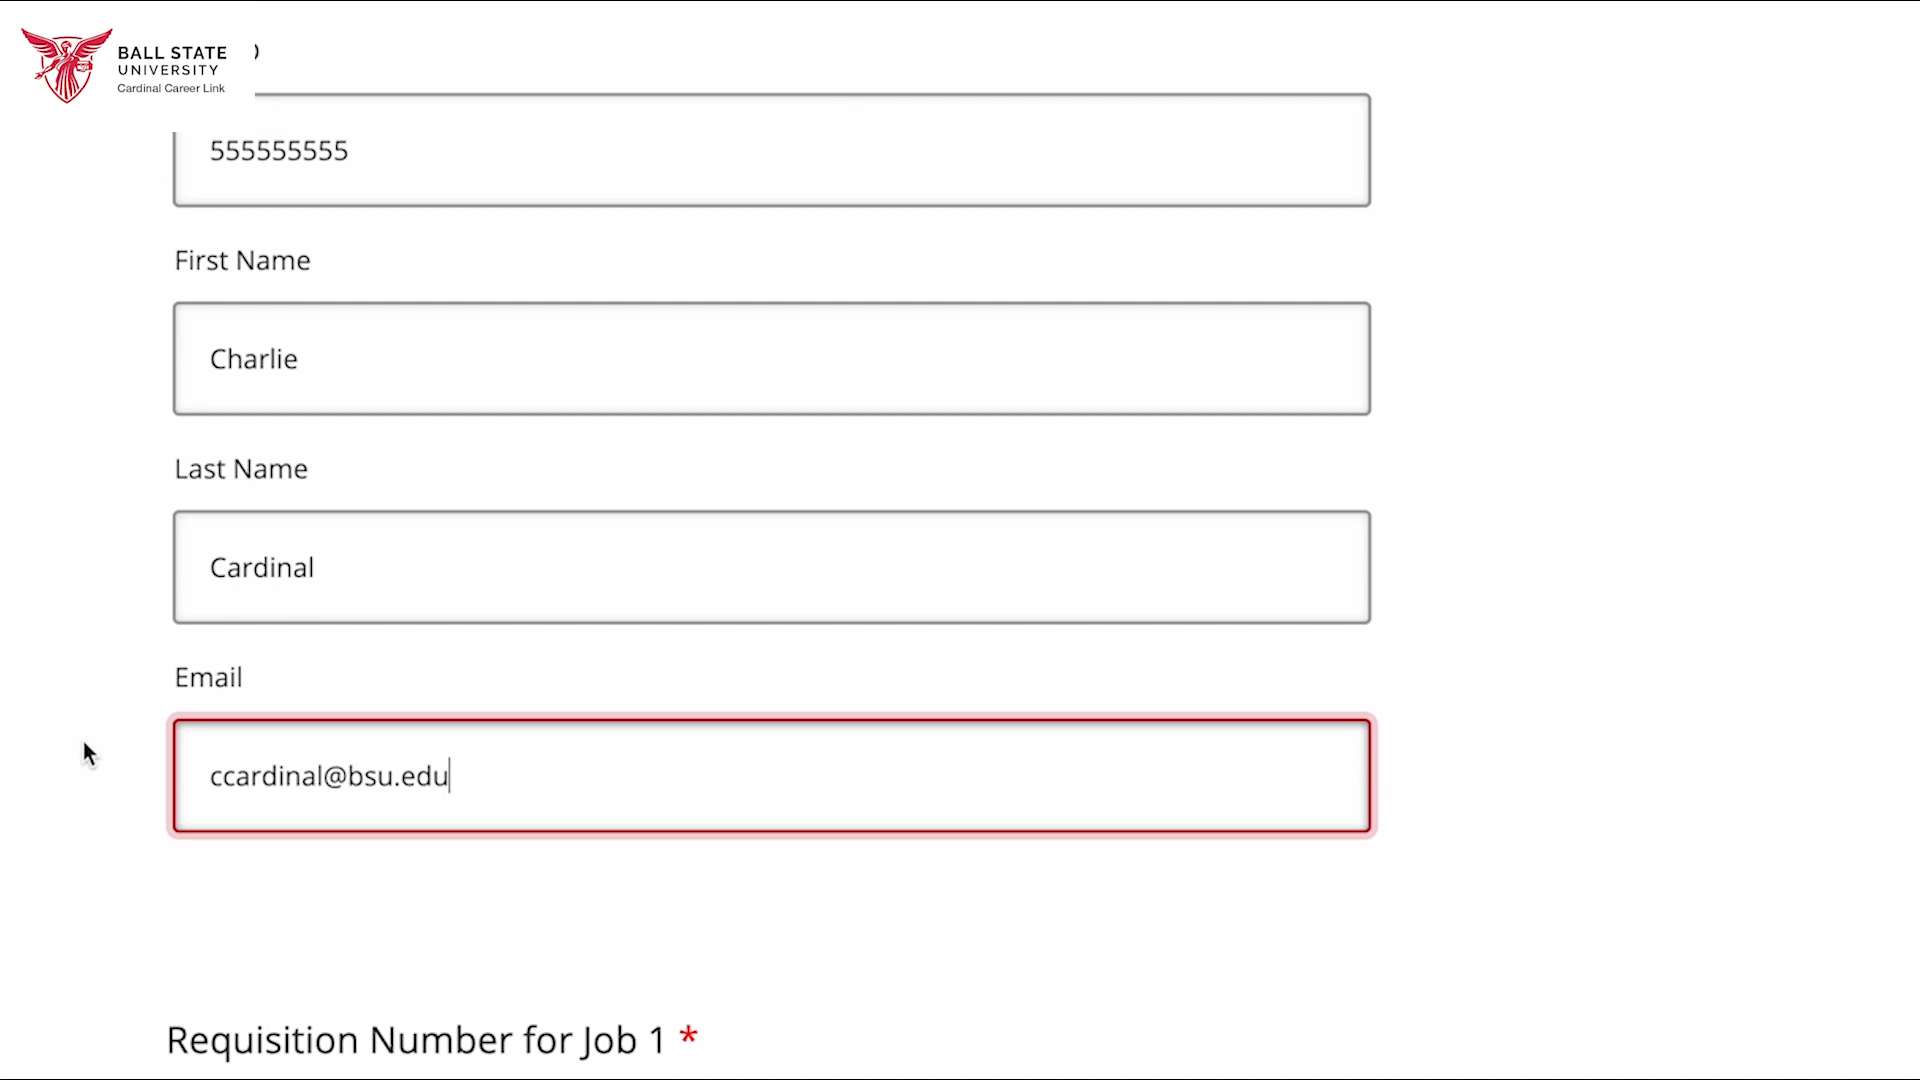 BALL STATE
UNIVERSITY
Cardinal Career Link
555555555
First Name
Charlie
Last Name
Cardinal
Email
ccardinal@bsu.edu
Requisition Number for Job 1 *